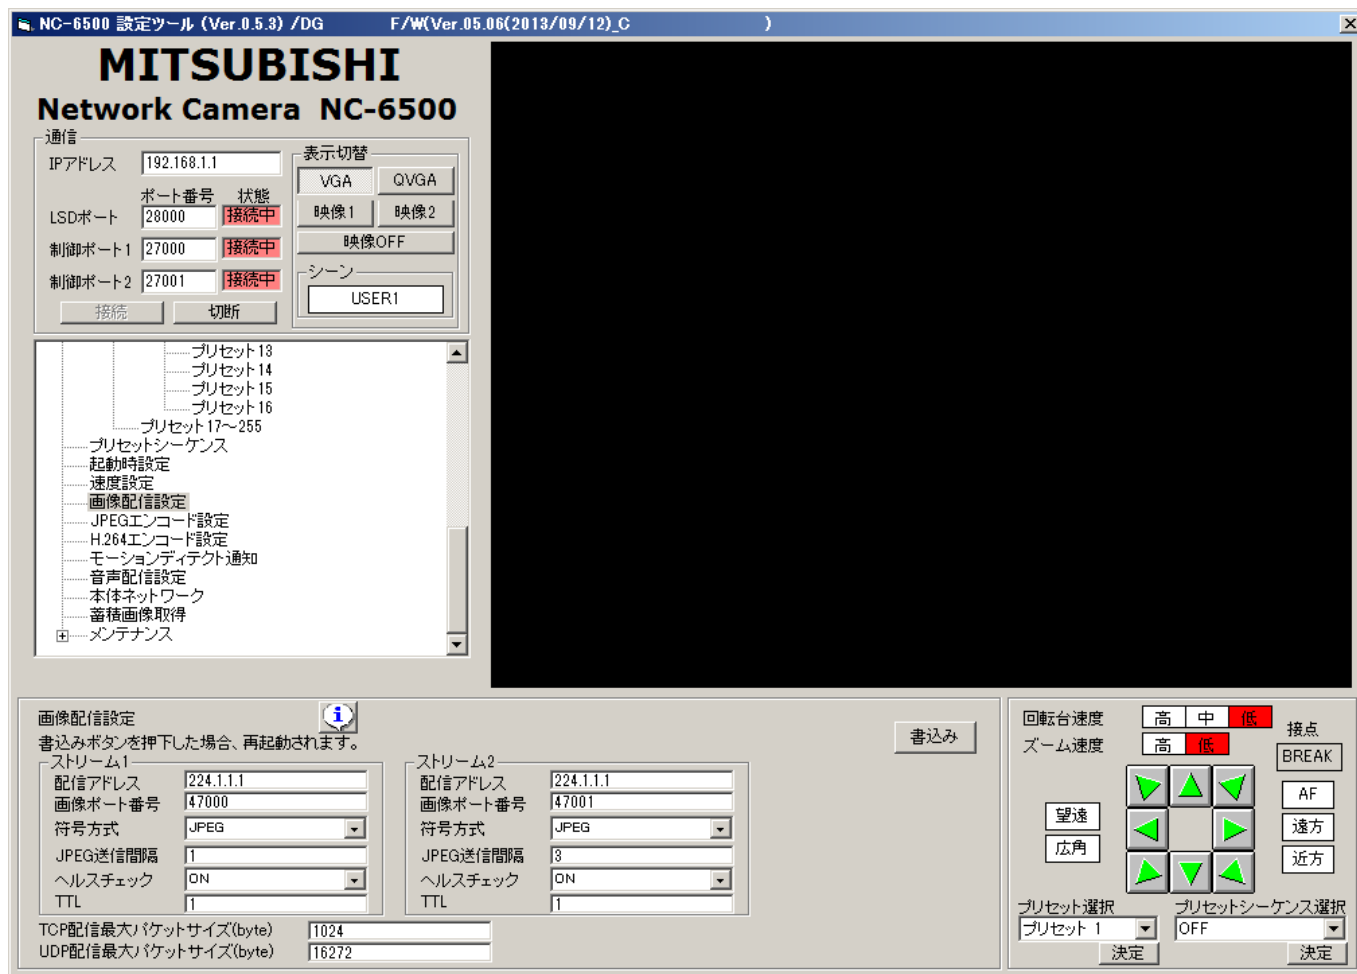 NC-6500 設定ツール (Ver.0.5.3) /DG F/W(Ver.05.06(2013/09/12)_C )
MITSUBISHI
Network Camera NC-6500
通信
IPアドレス 192.168.1.1
ポート番号 状態
LSDポート 28000 接続中
制御ポート1 27000 接続中
制御ポート2 27001 接続中
接続 切断
表示切替
VGA QVGA
映像1 映像2
映像OFF
シーン
USER1
プリセット13
プリセット14
プリセット15
プリセット16
プリセット17～255
プリセットシーケンス
起動時設定
速度設定
画像配信設定
JPEGエンコード設定
H.264エンコード設定
モーションディテクト通知
音声配信設定
本体ネットワーク
蓄積画像取得
メンテナンス
画像配信設定
書込みボタンを押下した場合、再起動されます。
書込み
ストリーム1
配信アドレス 224.1.1.1
画像ポート番号 47000
符号方式 JPEG
JPEG送信間隔 1
ヘルスチェック ON
TTL 1
ストリーム2
配信アドレス 224.1.1.1
画像ポート番号 47001
符号方式 JPEG
JPEG送信間隔 3
ヘルスチェック ON
TTL 1
TCP配信最大パケットサイズ(byte) 1024
UDP配信最大パケットサイズ(byte) 16272
回転台速度 高 中 低
ズーム速度 高 低
接点
BREAK
望遠
広角
AF
遠方
近方
プリセット選択 プリセットシーケンス選択
プリセット 1 OFF
決定 決定